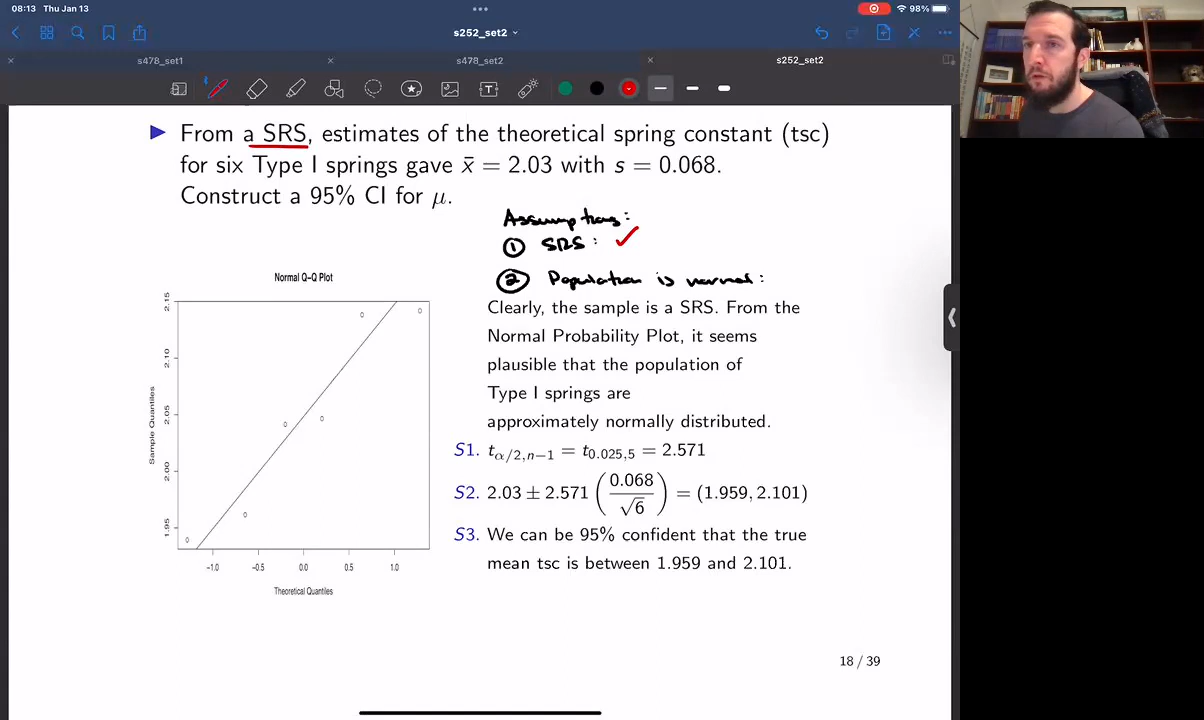 08:13 Thu Jan 13
98%
s252_set2
s478_set1
s478_set2
s252_set2
From a SRS, estimates of the theoretical spring constant (tsc)
for six Type I springs gave x̄ = 2.03 with s = 0.068.
Construct a 95% CI for μ.
Assumptions:
① SRS: ✓
② Population is normal:
Clearly, the sample is a SRS. From the
Normal Probability Plot, it seems
plausible that the population of
Type I springs are
approximately normally distributed.
S1. t_{α/2,n−1} = t_{0.025,5} = 2.571
S2. 2.03 ± 2.571 (0.068/√6) = (1.959, 2.101)
S3. We can be 95% confident that the true
mean tsc is between 1.959 and 2.101.
Normal Q−Q Plot
Sample Quantiles
2.15
2.10
2.05
2.00
1.95
−1.0 −0.5 0.0 0.5 1.0
Theoretical Quantiles
18 / 39